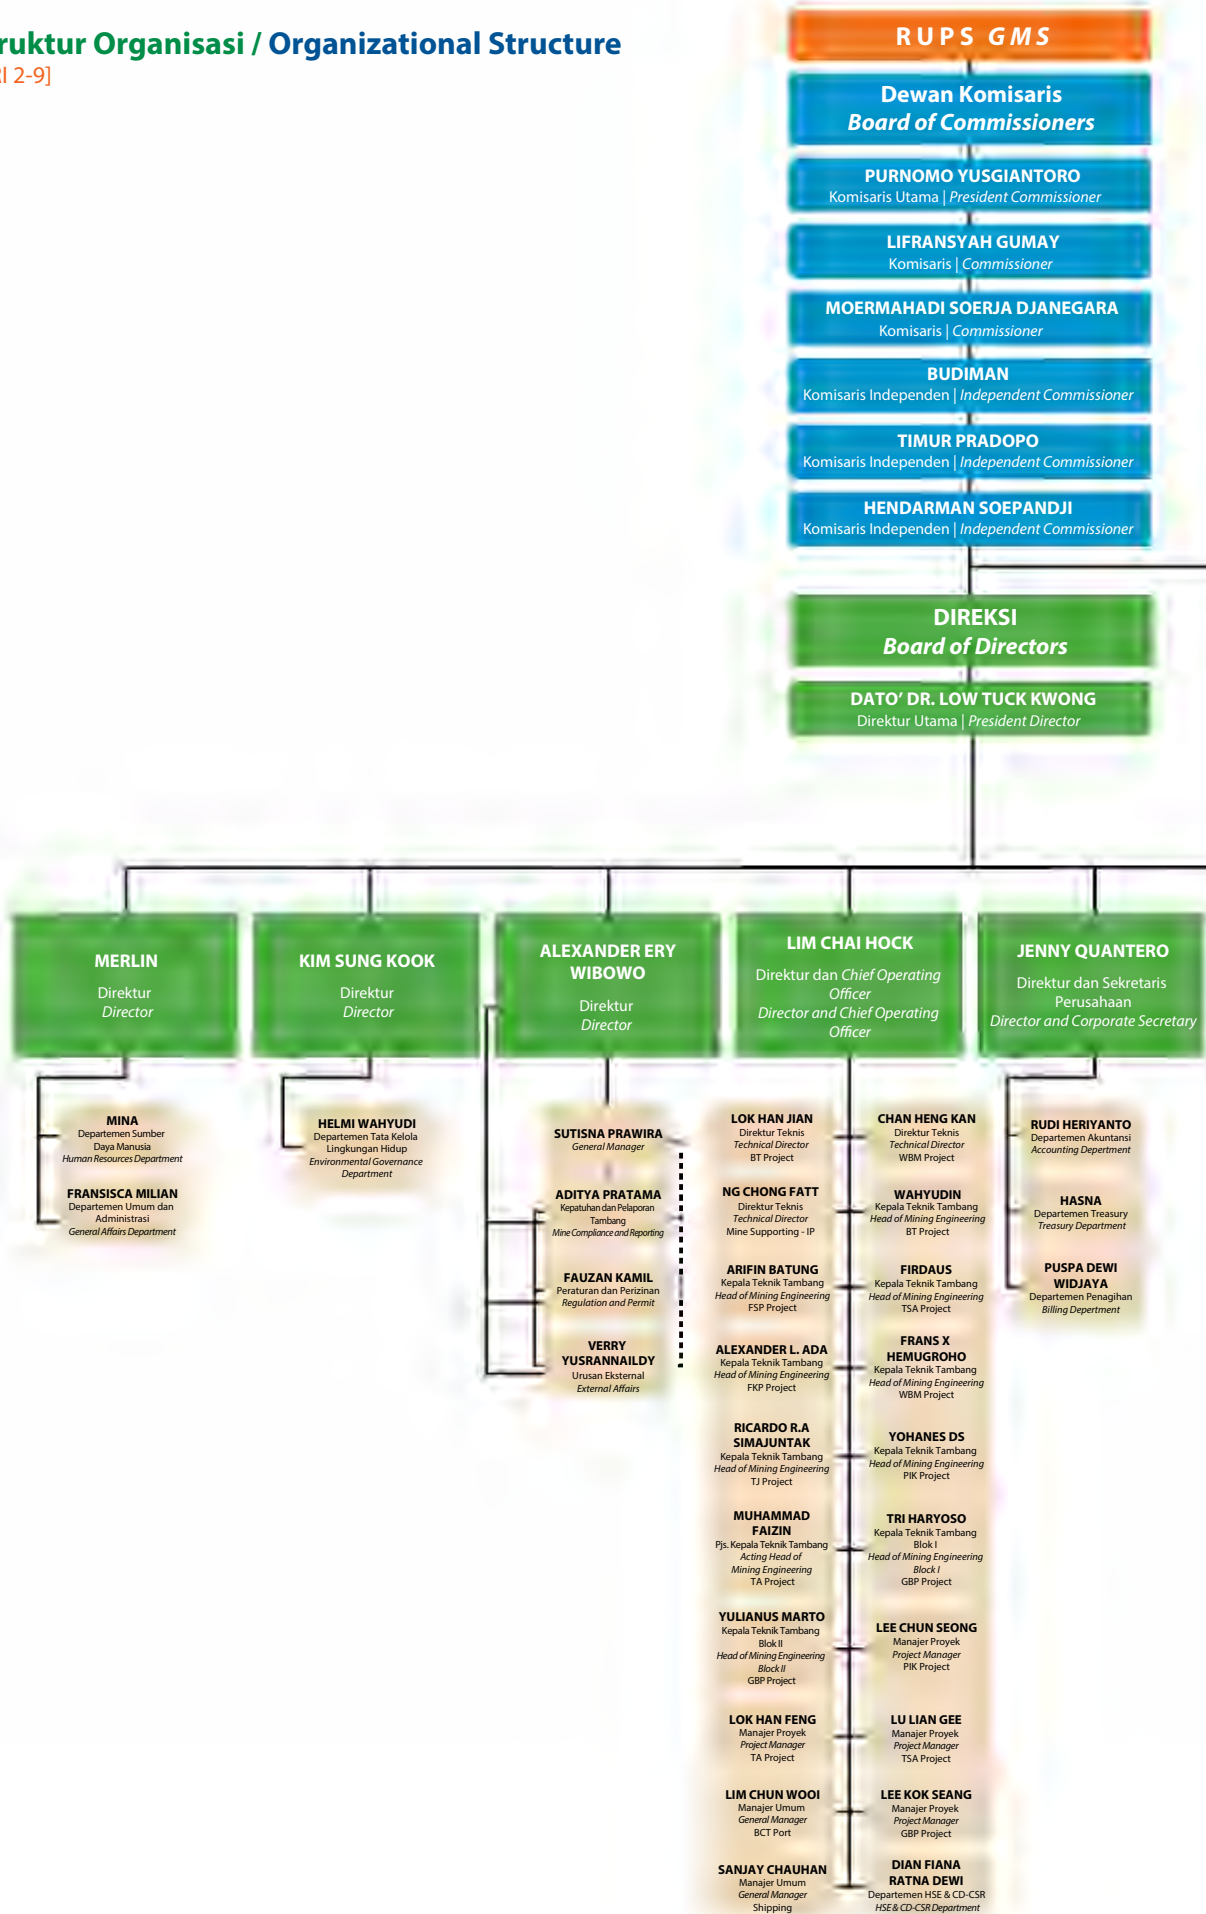 ruktur Organisasi / Organizational Structure
RI 2-9]
RUPS GMS
Dewan Komisaris
Board of Commissioners
PURNOMO YUSGIANTORO
Komisaris Utama | President Commissioner
LIFRANSYAH GUMAY
Komisaris | Commissioner
MOERMAHADI SOERJA DJANEGARA
Komisaris | Commissioner
BUDIMAN
Komisaris Independen | Independent Commissioner
TIMUR PRADOPO
Komisaris Independen | Independent Commissioner
HENDARMAN SOEPANDJI
Komisaris Independen | Independent Commissioner
DIREKSI
Board of Directors
DATO’ DR. LOW TUCK KWONG
Direktur Utama | President Director
MERLIN
Direktur
Director
KIM SUNG KOOK
Direktur
Director
ALEXANDER ERY
WIBOWO
Direktur
Director
LIM CHAI HOCK
Direktur dan Chief Operating
Officer
Director and Chief Operating
Officer
JENNY QUANTERO
Direktur dan Sekretaris
Perusahaan
Director and Corporate Secretary
MINA
Departemen Sumber
Daya Manusia
Human Resources Department
FRANSISCA MILIAN
Departemen Umum dan
Administrasi
General Affairs Department
HELMI WAHYUDI
Departemen Tata Kelola
Lingkungan Hidup
Environmental Governance
Department
SUTISNA PRAWIRA
General Manager
ADITYA PRATAMA
Kepatuhan dan Pelaporan
Tambang
Mine Compliance and Reporting
FAUZAN KAMIL
Peraturan dan Perizinan
Regulation and Permit
VERRY
YUSRANNAILDY
Urusan Eksternal
External Affairs
LOK HAN JIAN
Direktur Teknis
Technical Director
BT Project
NG CHONG FATT
Direktur Teknis
Technical Director
Mine Supporting - IP
ARIFIN BATUNG
Kepala Teknik Tambang
Head of Mining Engineering
FSP Project
ALEXANDER L. ADA
Kepala Teknik Tambang
Head of Mining Engineering
FKP Project
RICARDO R.A
SIMAJUNTAK
Kepala Teknik Tambang
Head of Mining Engineering
TJ Project
MUHAMMAD
FAIZIN
Pjs. Kepala Teknik Tambang
Acting Head of
Mining Engineering
TA Project
YULIANUS MARTO
Kepala Teknik Tambang
Blok II
Head of Mining Engineering
Block II
GBP Project
LOK HAN FENG
Manajer Proyek
Project Manager
TA Project
LIM CHUN WOOI
Manajer Umum
General Manager
BCT Port
SANJAY CHAUHAN
Manajer Umum
General Manager
Shipping
CHAN HENG KAN
Direktur Teknis
Technical Director
WBM Project
WAHYUDIN
Kepala Teknik Tambang
Head of Mining Engineering
BT Project
FIRDAUS
Kepala Teknik Tambang
Head of Mining Engineering
TSA Project
FRANS X
HEMUGROHO
Kepala Teknik Tambang
Head of Mining Engineering
WBM Project
YOHANES DS
Kepala Teknik Tambang
Head of Mining Engineering
PIK Project
TRI HARYOSO
Kepala Teknik Tambang
Blok I
Head of Mining Engineering
Block I
GBP Project
LEE CHUN SEONG
Manajer Proyek
Project Manager
PIK Project
LU LIAN GEE
Manajer Proyek
Project Manager
TSA Project
LEE KOK SEANG
Manajer Proyek
Project Manager
GBP Project
DIAN FIANA
RATNA DEWI
Departemen HSE & CD-CSR
HSE & CD-CSR Department
RUDI HERIYANTO
Departemen Akuntansi
Accounting Depertment
HASNA
Departemen Treasury
Treasury Department
PUSPA DEWI
WIDJAYA
Departemen Penagihan
Billing Depertment